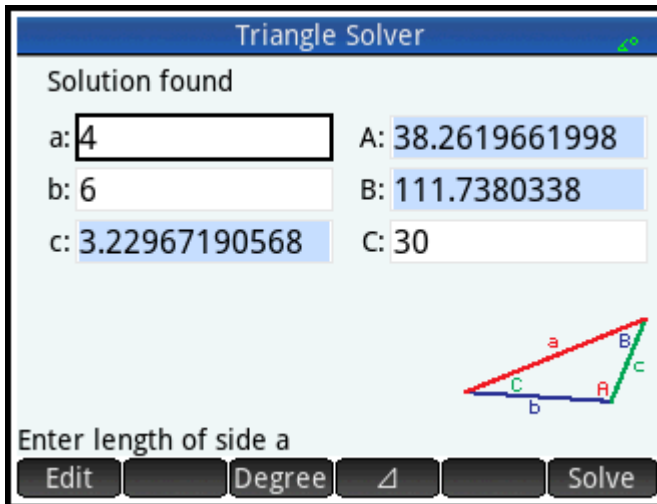 Triangle Solver
Solution found
a: 4 A: 38.2619661998
b: 6 B: 111.7380338
c: 3.22967190568 C: 30
a B
C A c
b
Enter length of side a
Edit Degree Solve